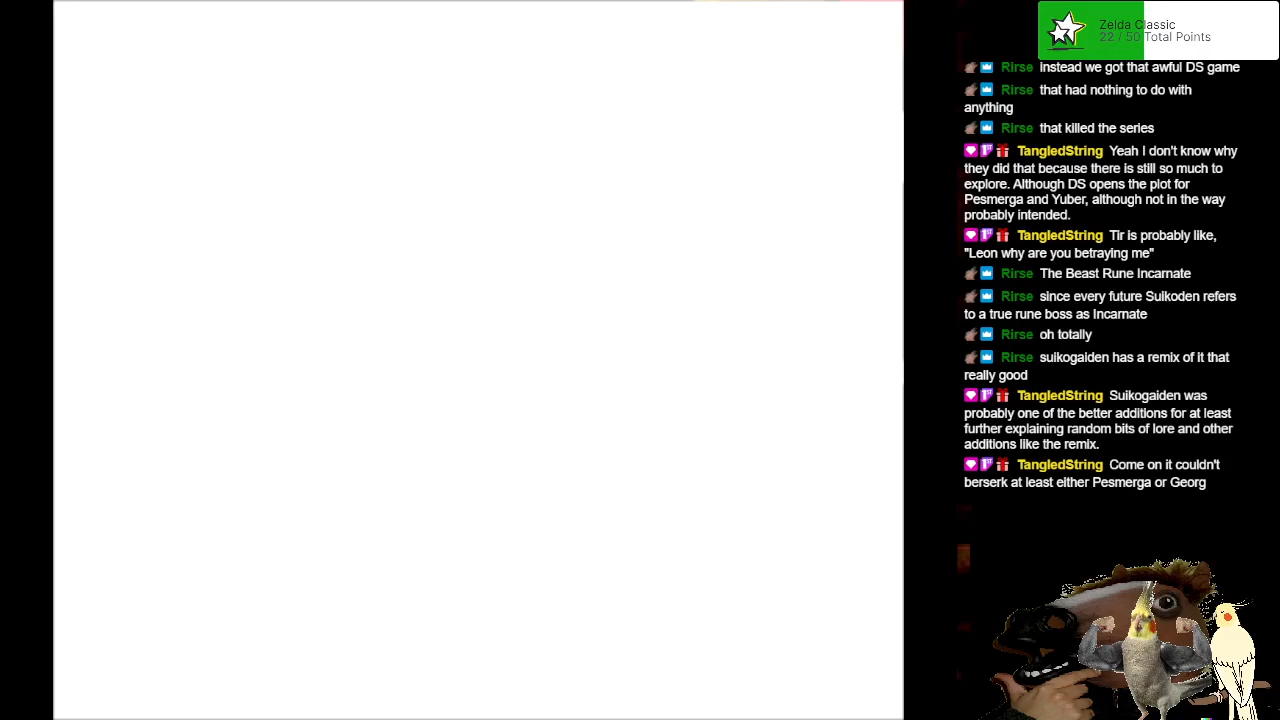 Zelda Classic
22 / 50 Total Points
Rirse instead we got that awful DS game
Rirse that had nothing to do with
anything
Rirse that killed the series
TangledString Yeah I don't know why
they did that because there is still so much to
explore. Although DS opens the plot for
Pesmerga and Yuber, although not in the way
probably intended.
TangledString Tir is probably like,
"Leon why are you betraying me"
Rirse The Beast Rune Incarnate
Rirse since every future Suikoden refers
to a true rune boss as Incarnate
Rirse oh totally
Rirse suikogaiden has a remix of it that
really good
TangledString Suikogaiden was
probably one of the better additions for at least
further explaining random bits of lore and other
additions like the remix.
TangledString Come on it couldn't
berserk at least either Pesmerga or Georg